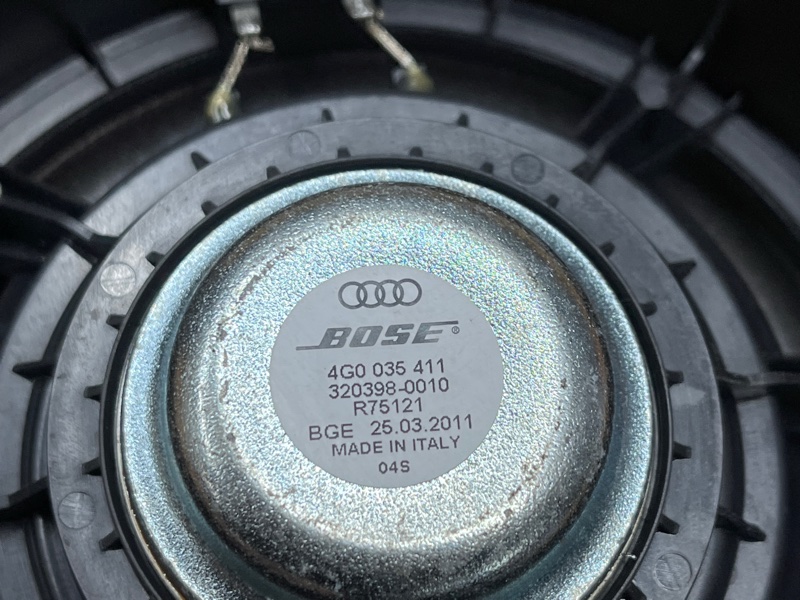 BOSE®
4G0 035 411
320398-0010
R75121
BGE 25.03.2011
MADE IN ITALY
04S